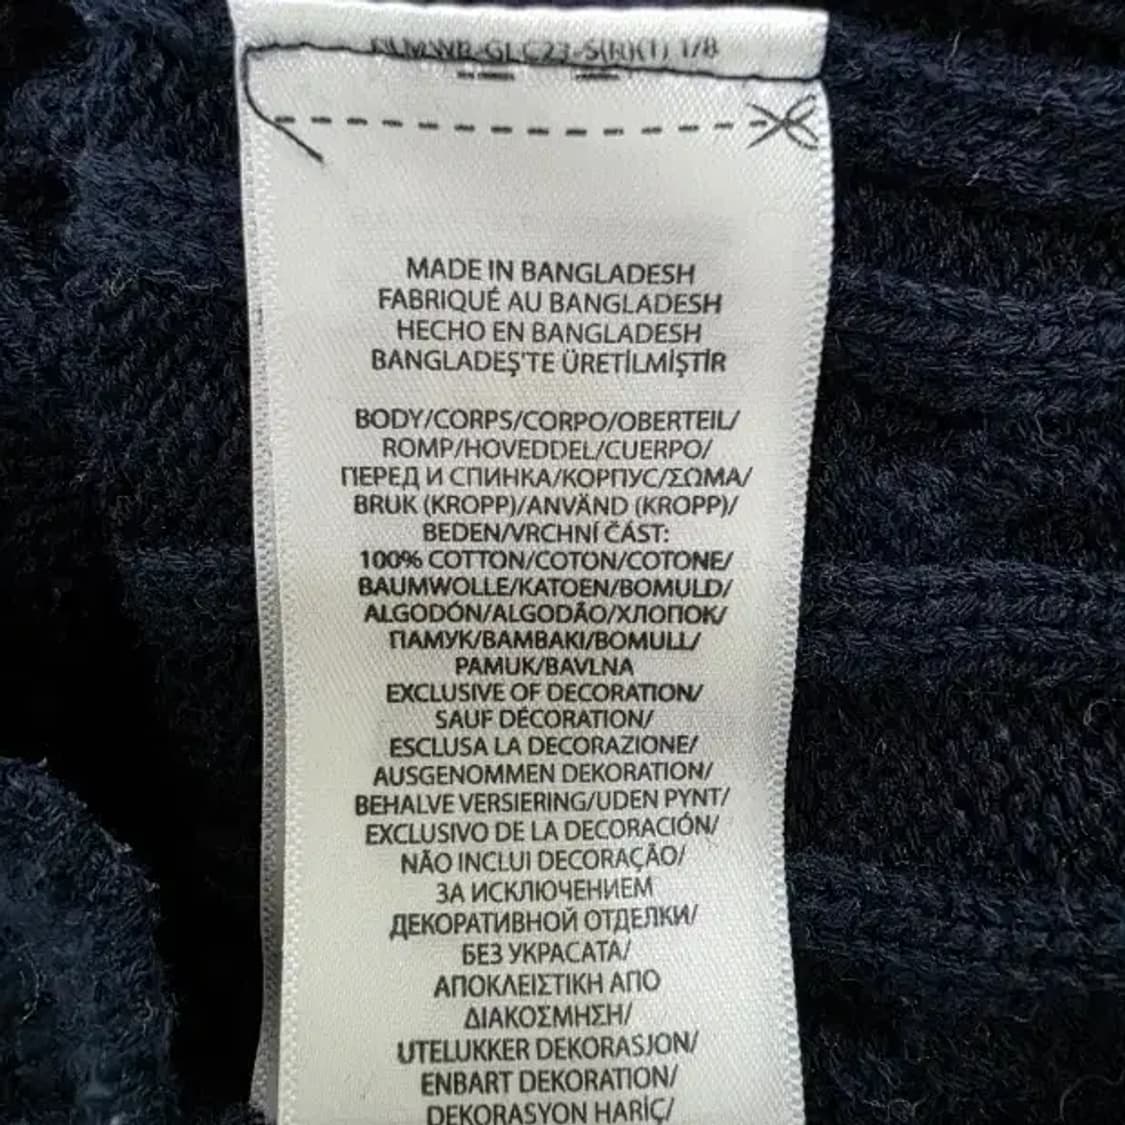 GLC23-S(R)(T) 1/8
MADE IN BANGLADESH
FABRIQUÉ AU BANGLADESH
HECHO EN BANGLADESH
BANGLADEŞ'TE ÜRETİLMİŞTİR
BODY/CORPS/CORPO/OBERTEIL/
ROMP/HOVEDDEL/CUERPO/
ПЕРЕД И СПИНКА/КОРПУС/ΣΩΜΑ/
BRUK (KROPP)/ANVÄND (KROPP)/
BEDEN/VRCHNÍ ČÁST:
100% COTTON/COTON/COTONE/
BAUMWOLLE/KATOEN/BOMULD/
ALGODÓN/ALGODÃO/ХЛОПОК/
ПАМУК/ΒΑΜΒΑΚΙ/BOMULL/
PAMUK/BAVLNA
EXCLUSIVE OF DECORATION/
SAUF DÉCORATION/
ESCLUSA LA DECORAZIONE/
AUSGENOMMEN DEKORATION/
BEHALVE VERSIERING/UDEN PYNT/
EXCLUSIVO DE LA DECORACIÓN/
NÃO INCLUI DECORAÇÃO/
ЗА ИСКЛЮЧЕНИЕМ
ДЕКОРАТИВНОЙ ОТДЕЛКИ/
БЕЗ УКРАСАТА/
ΑΠΟΚΛΕΙΣΤΙΚΗ ΑΠΟ
ΔΙΑΚΟΣΜΗΣΗ/
UTELUKKER DEKORASJON/
ENBART DEKORATION/
DEKORASYON HARİÇ/